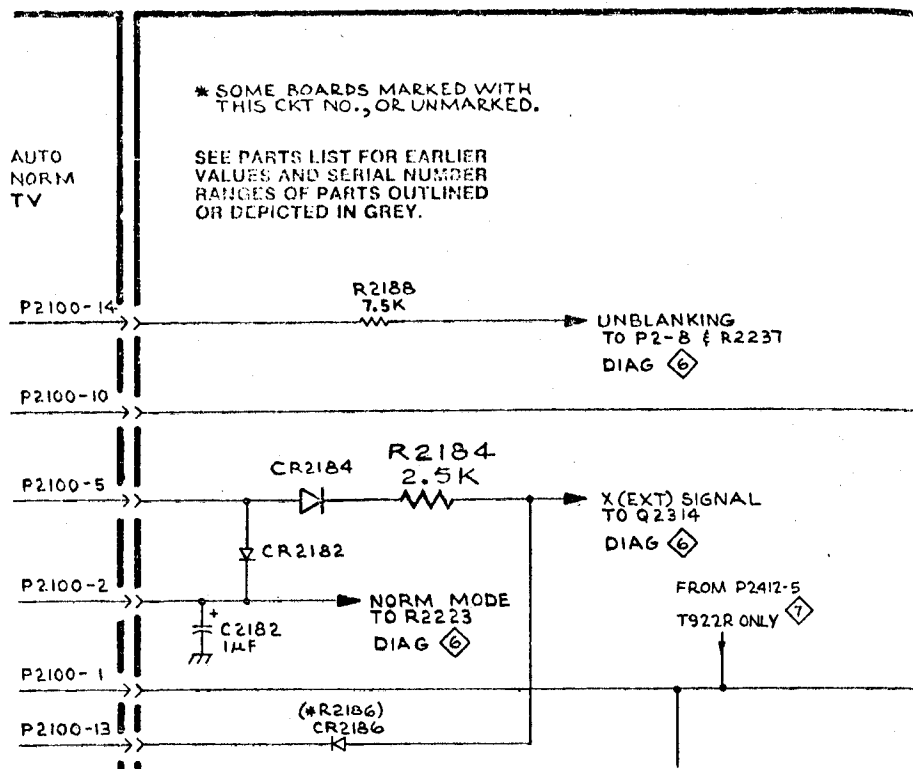 * SOME BOARDS MARKED WITH
THIS CKT NO., OR UNMARKED.
AUTO
NORM
TV
SEE PARTS LIST FOR EARLIER
VALUES AND SERIAL NUMBER
RANGES OF PARTS OUTLINED
OR DEPICTED IN GREY.
P2100-14
R2188
7.5K
UNBLANKING
TO P2-8 & R2237
DIAG 6
P2100-10
P2100-5
CR2184
R2184
2.5K
X (EXT) SIGNAL
TO Q2314
DIAG 6
CR2182
P2100-2
+
C2182
1µF
NORM MODE
TO R2223
DIAG 6
FROM P2412-5
7
T922R ONLY
P2100-1
P2100-13
(*R2186)
CR2186